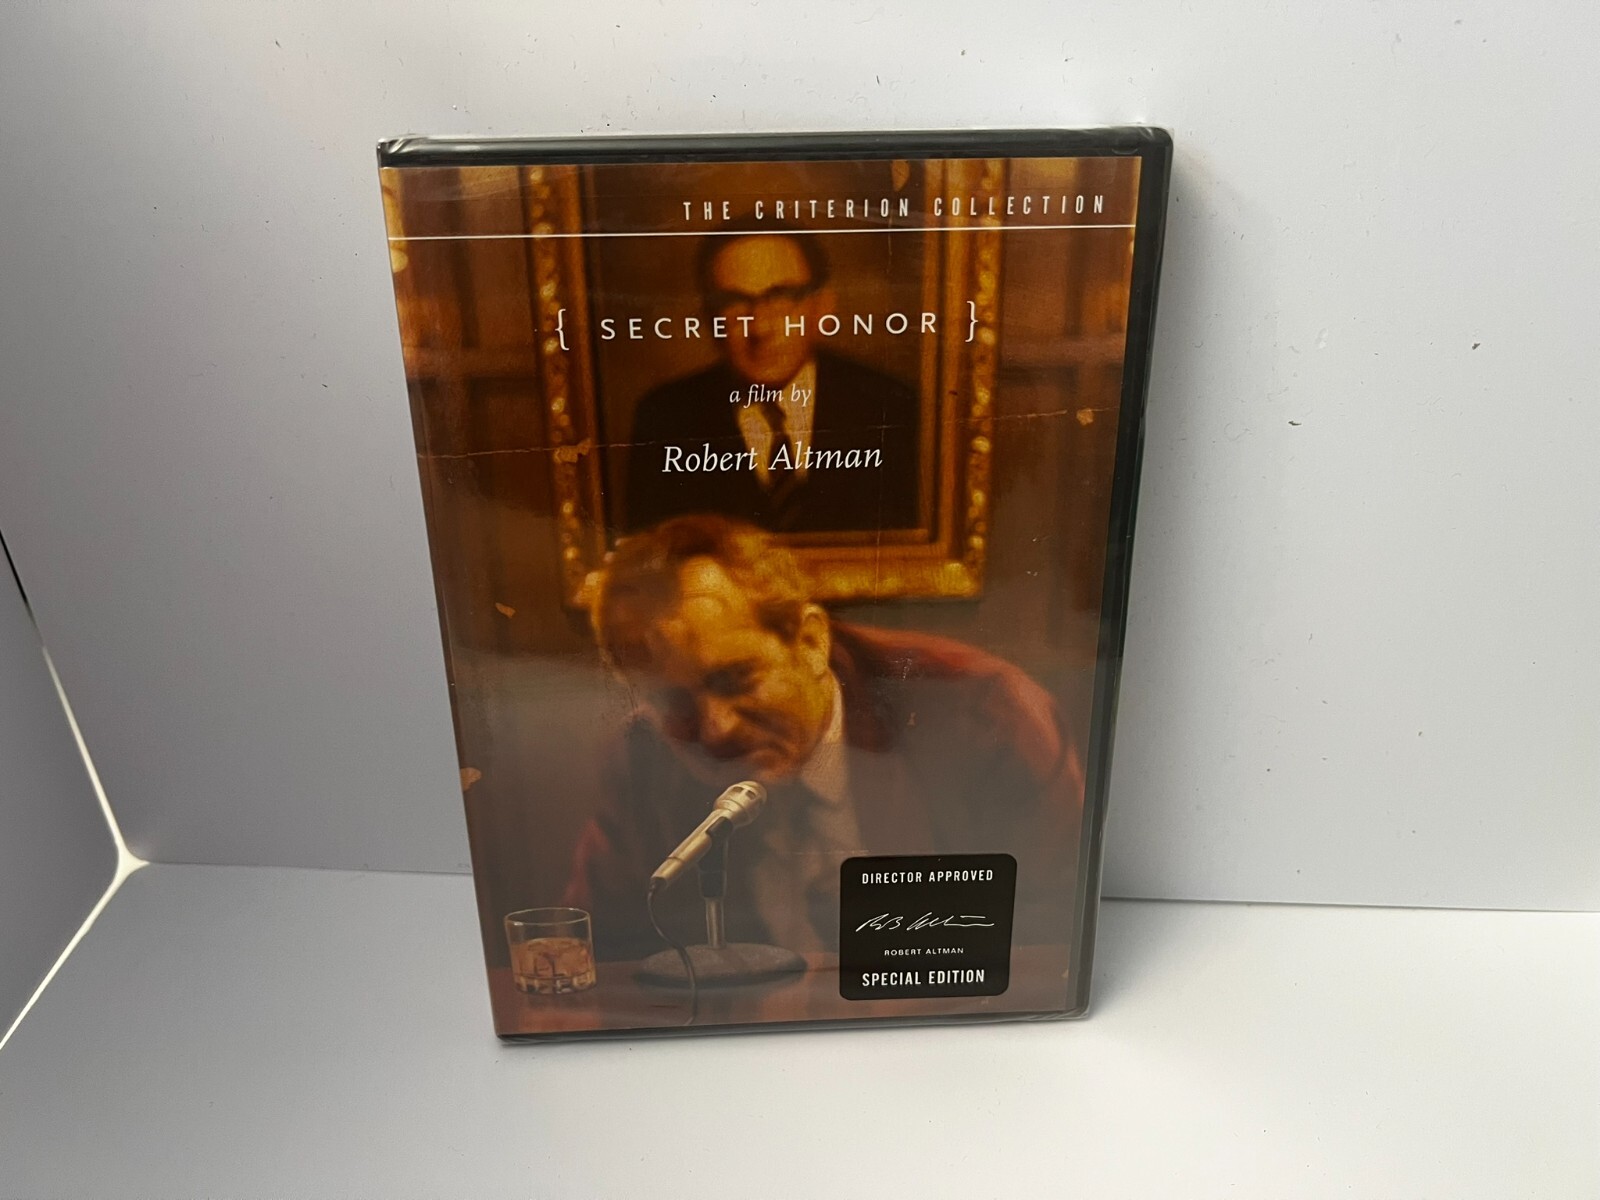 THE CRITERION COLLECTION
{ SECRET HONOR }
a film by
Robert Altman
DIRECTOR APPROVED
ROBERT ALTMAN
SPECIAL EDITION